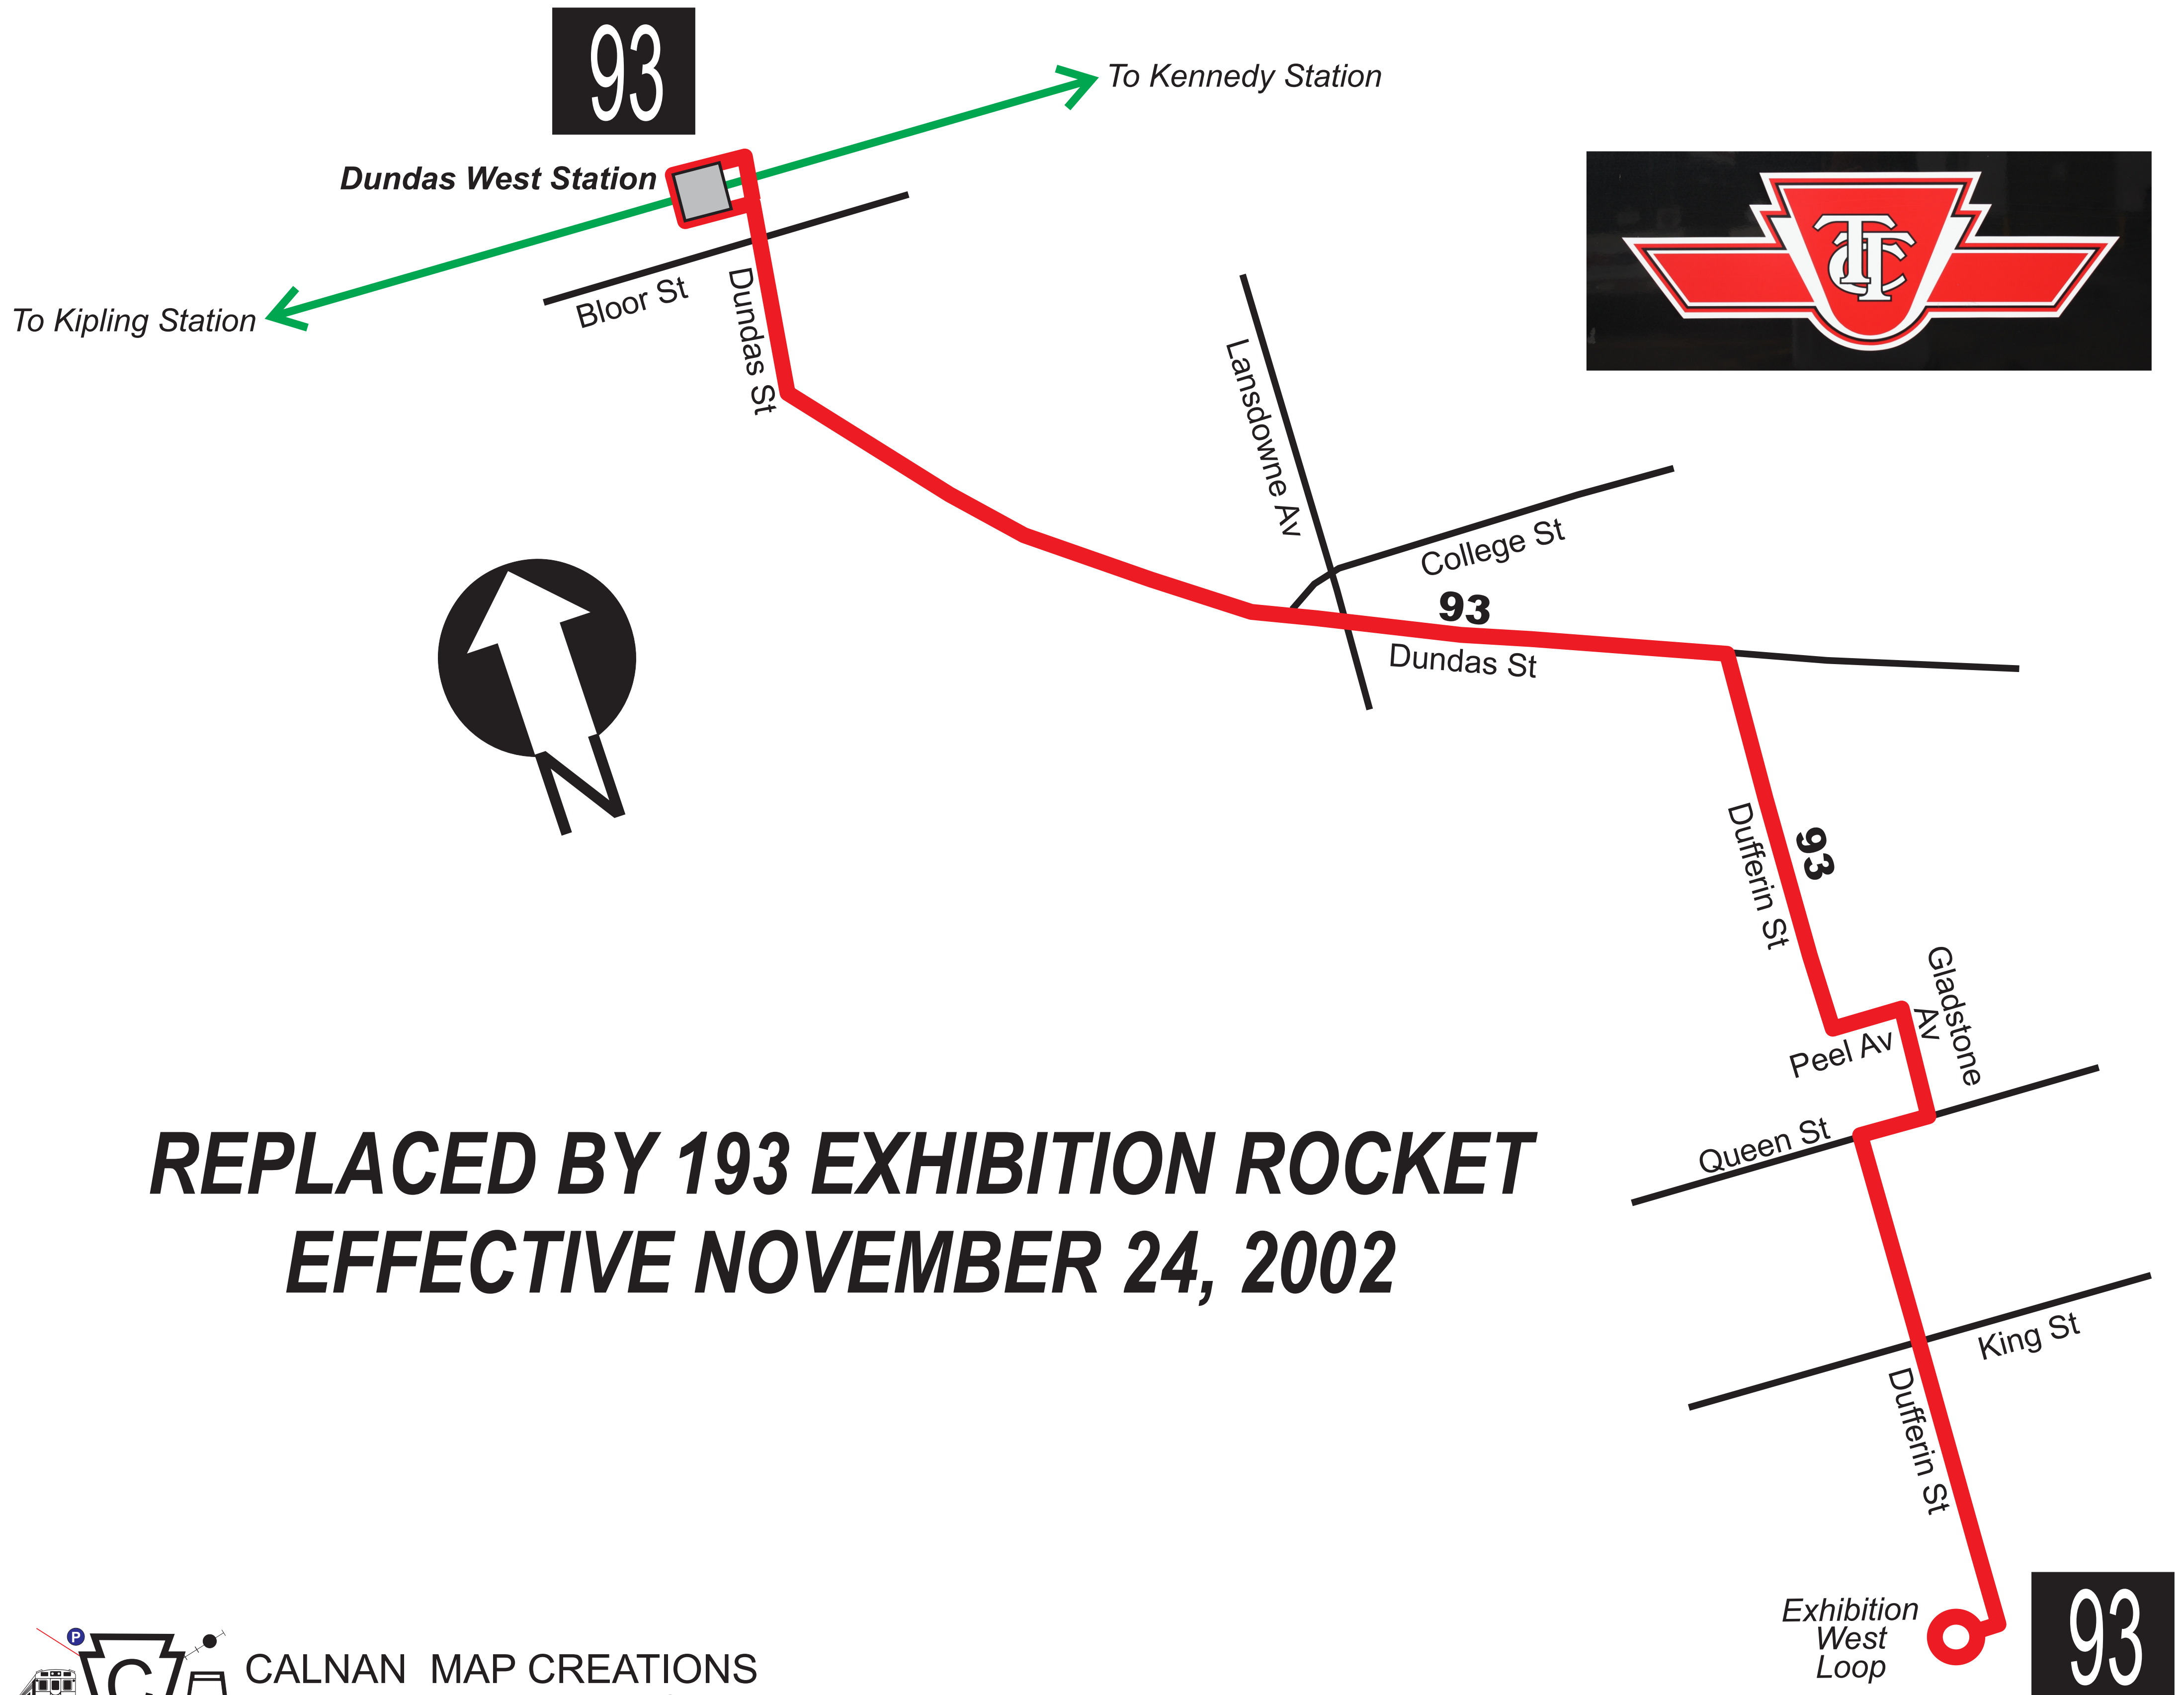 93
To Kennedy Station
Dundas West Station
To Kipling Station
Bloor St
Dundas St
TTC
Lansdowne Av
College St
93
Dundas St
Dufferin St
93
Gladstone
Av
Peel Av
Queen St
REPLACED BY 193 EXHIBITION ROCKET
EFFECTIVE NOVEMBER 24, 2002
King St
Dufferin St
Exhibition
West
Loop
93
N
P
C
CALNAN MAP CREATIONS